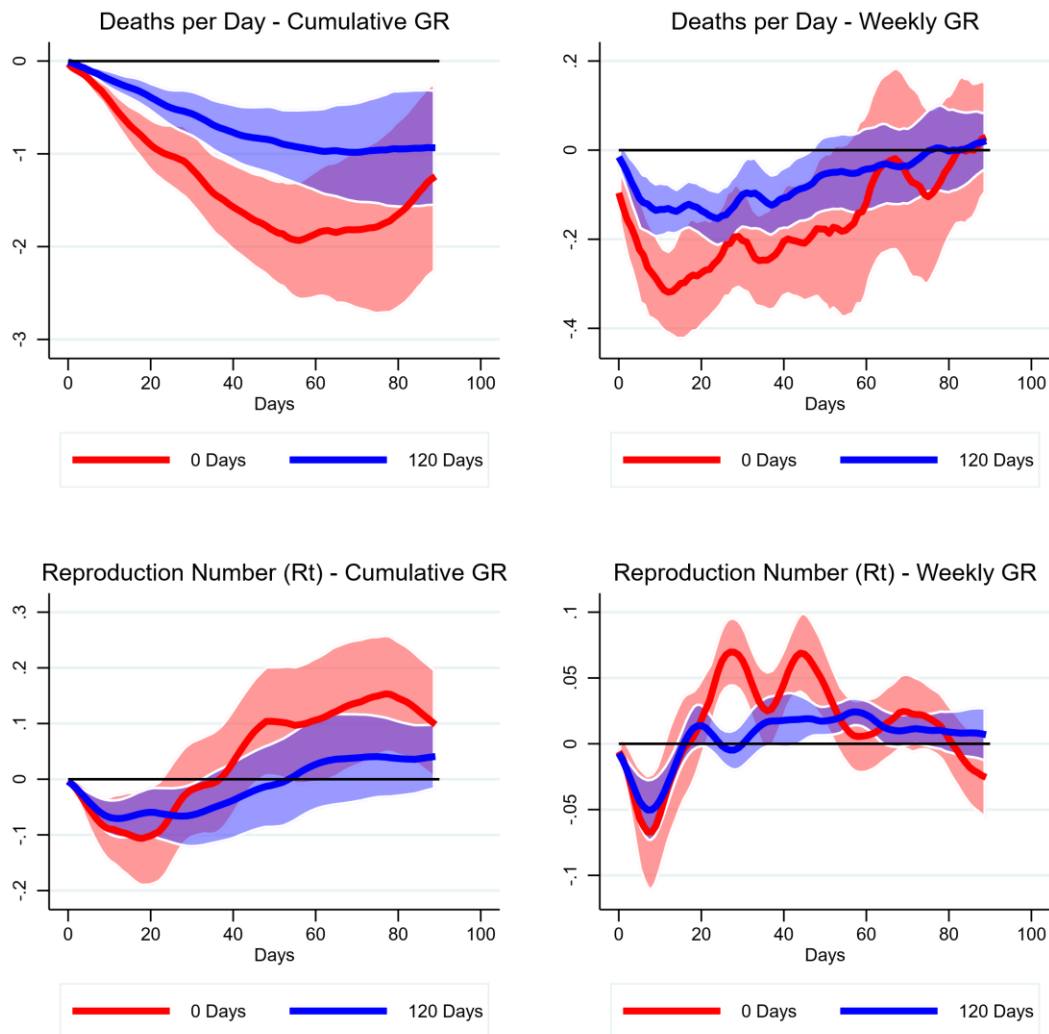 Deaths per Day - Cumulative GR
0
-1
-2
-3
0 20 40 60 80 100
Days
0 Days 120 Days
Deaths per Day - Weekly GR
.2
0
-.2
-.4
0 20 40 60 80 100
Days
0 Days 120 Days
Reproduction Number (Rt) - Cumulative GR
.3
.2
.1
0
-.1
-.2
0 20 40 60 80 100
Days
0 Days 120 Days
Reproduction Number (Rt) - Weekly GR
.1
.05
0
-.05
-.1
0 20 40 60 80 100
Days
0 Days 120 Days